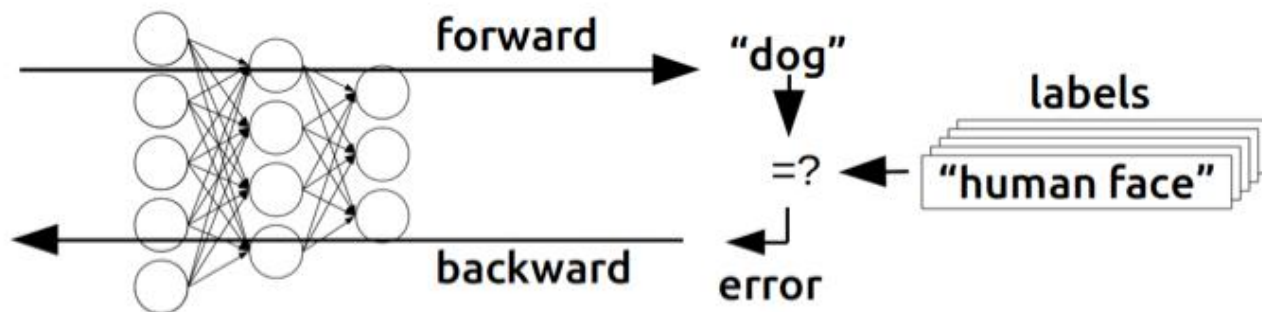 forward
“dog”
labels
=?
“human face”
backward
error